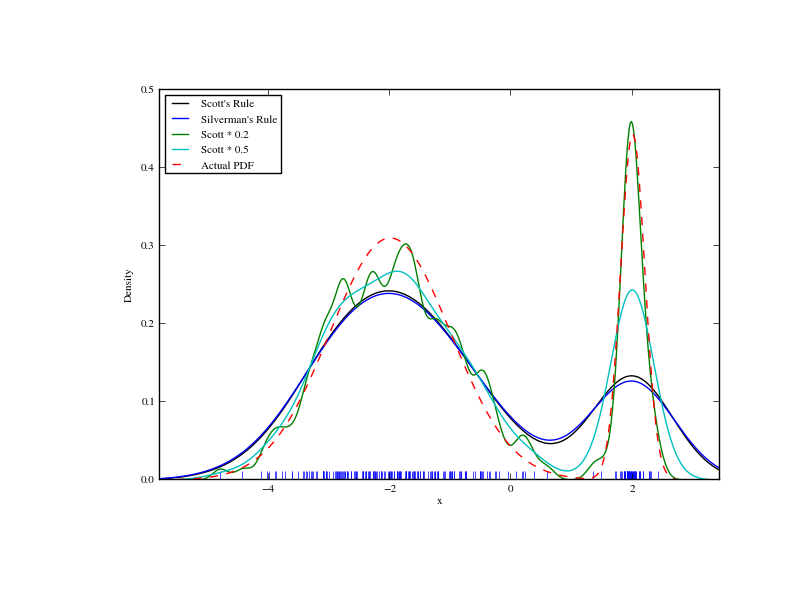 0.5
Scott's Rule
Silverman's Rule
Scott * 0.2
Scott * 0.5
Actual PDF
0.4
0.3
Density
0.2
0.1
0.0
−4 −2 0 2
x